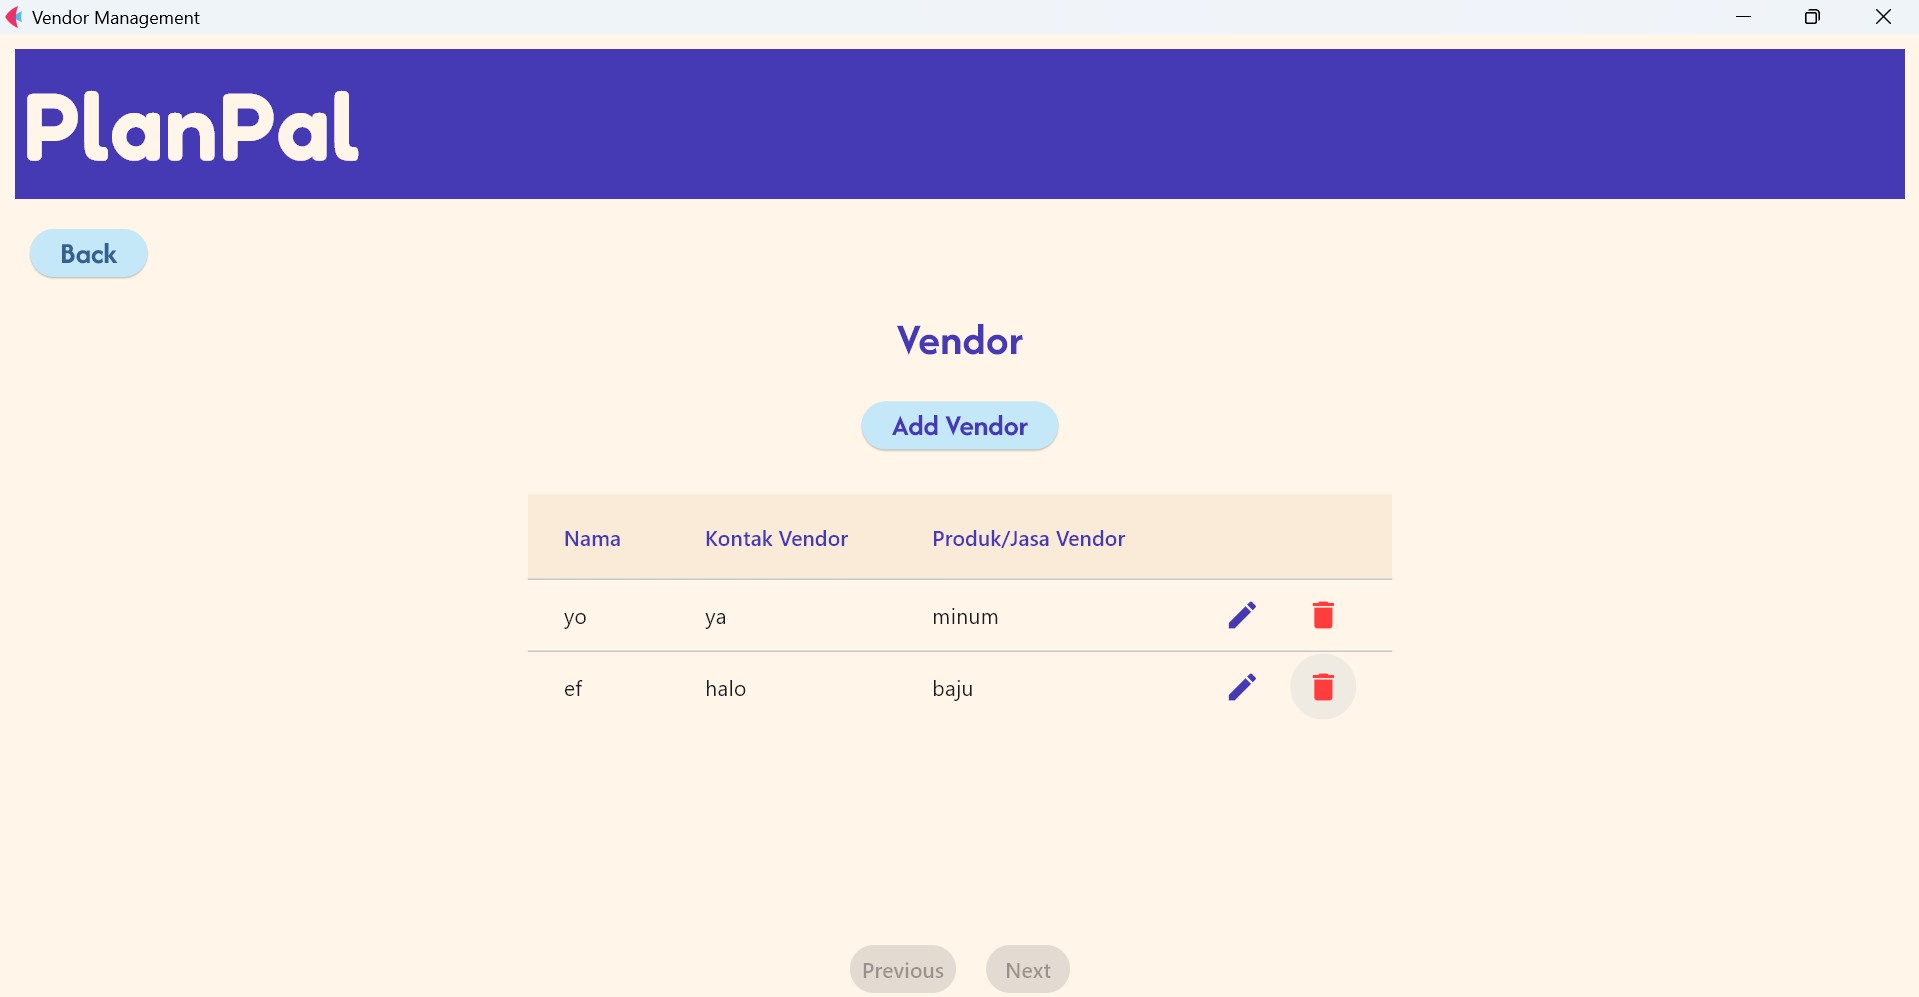 Vendor Management
PlanPal
Back
Vendor
Add Vendor
Nama Kontak Vendor Produk/Jasa Vendor
yo ya minum
ef halo baju
Previous Next